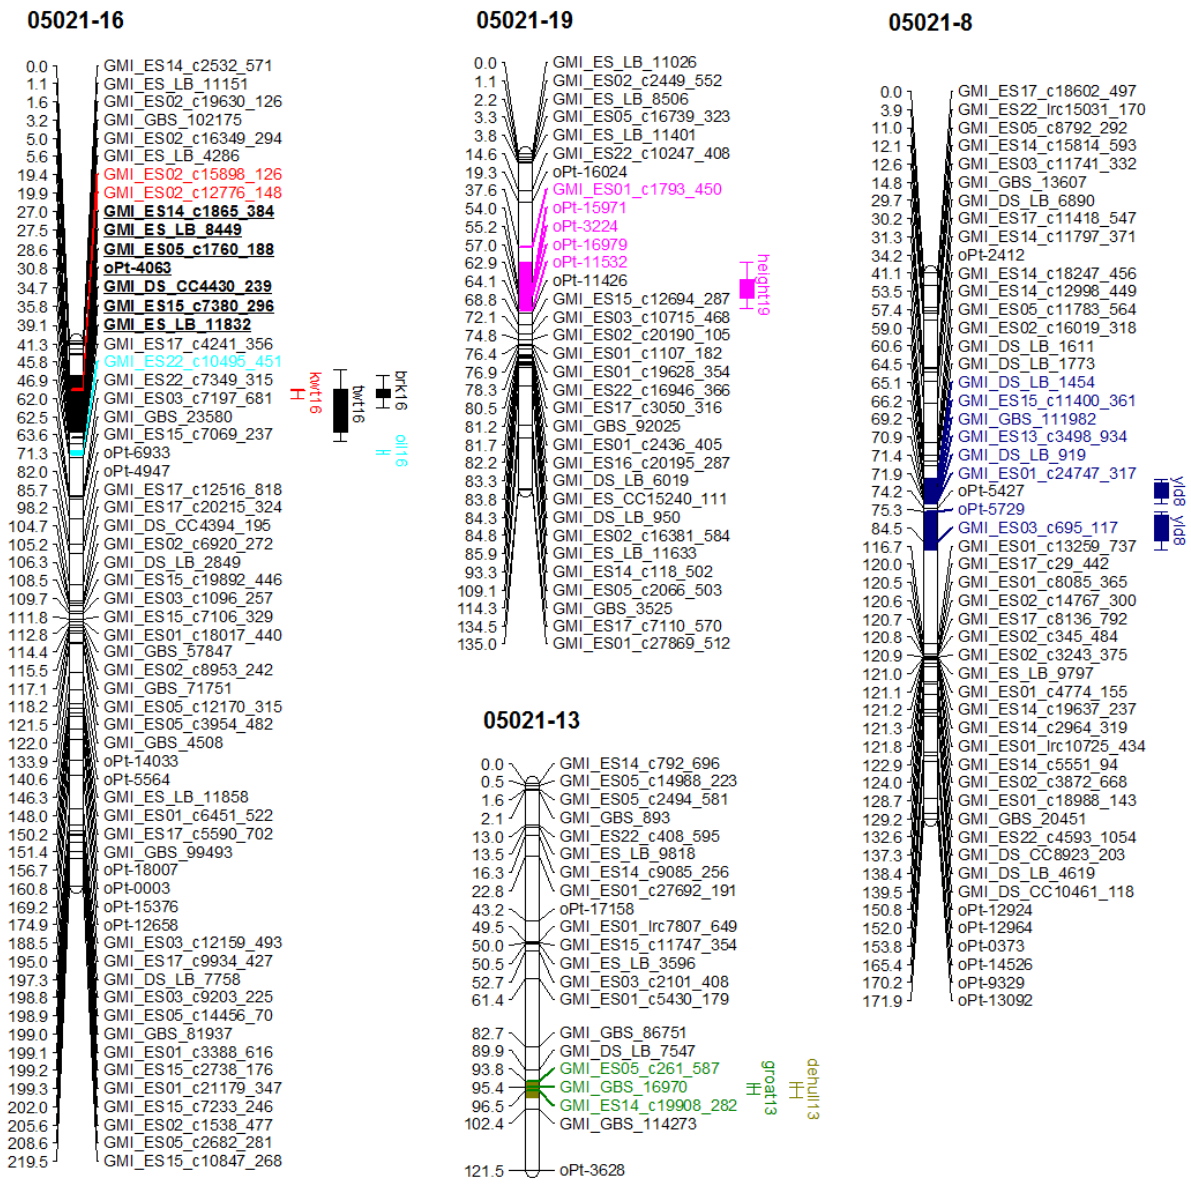 05021-16
0.0 GMI_ES14_c2532_571
1.1 GMI_ES_LB_11151
1.6 GMI_ES02_c19630_126
3.2 GMI_GBS_102175
5.0 GMI_ES02_c16349_294
5.6 GMI_ES_LB_4286
19.4 GMI_ES02_c15898_126
19.9 GMI_ES02_c12776_148
27.0 GMI_ES14_c1865_384
27.5 GMI_ES_LB_8449
28.6 GMI_ES05_c1760_188
30.8 oPt-4063
34.7 GMI_DS_CC4430_239
35.8 GMI_ES15_c7380_296
39.1 GMI_ES_LB_11832
41.3 GMI_ES17_c4241_356
45.8 GMI_ES22_c10495_451
46.9 GMI_ES22_c7349_315
62.0 GMI_ES03_c7197_681
62.5 GMI_GBS_23580
63.6 GMI_ES15_c7069_237
71.3 oPt-6933
82.0 oPt-4947
85.7 GMI_ES17_c12516_818
98.2 GMI_ES17_c20215_324
104.7 GMI_DS_CC4394_195
105.2 GMI_ES02_c6920_272
106.3 GMI_DS_LB_2849
108.5 GMI_ES15_c19892_446
109.7 GMI_ES03_c1096_257
111.8 GMI_ES15_c7106_329
112.8 GMI_ES01_c18017_440
114.4 GMI_GBS_57847
115.5 GMI_ES02_c8953_242
117.1 GMI_GBS_71751
118.2 GMI_ES05_c12170_315
121.5 GMI_ES05_c3954_482
122.0 GMI_GBS_4508
133.9 oPt-14033
140.6 oPt-5564
146.3 GMI_ES_LB_11858
148.0 GMI_ES01_c6451_522
150.2 GMI_ES17_c5590_702
151.4 GMI_GBS_99493
156.7 oPt-18007
160.8 oPt-0003
169.2 oPt-15376
174.9 oPt-12658
188.5 GMI_ES03_c12159_493
195.0 GMI_ES17_c9934_427
197.3 GMI_DS_LB_7758
198.8 GMI_ES03_c9203_225
198.9 GMI_ES05_c14456_70
199.0 GMI_GBS_81937
199.1 GMI_ES01_c3388_616
199.2 GMI_ES15_c2738_176
199.3 GMI_ES01_c21179_347
202.0 GMI_ES15_c7233_246
205.6 GMI_ES02_c1538_477
208.6 GMI_ES05_c2682_281
219.5 GMI_ES15_c10847_268
kwt16
twt16
brk16
oil16
05021-19
0.0 GMI_ES_LB_11026
1.1 GMI_ES02_c2449_552
2.2 GMI_ES_LB_8506
3.3 GMI_ES05_c16739_323
3.8 GMI_ES_LB_11401
14.6 GMI_ES22_c10247_408
19.3 oPt-16024
37.6 GMI_ES01_c1793_450
54.0 oPt-15971
55.2 oPt-3224
57.0 oPt-16979
62.9 oPt-11532
64.1 oPt-11426
68.8 GMI_ES15_c12694_287
72.1 GMI_ES03_c10715_468
74.8 GMI_ES02_c20190_105
76.4 GMI_ES01_c1107_182
76.9 GMI_ES01_c19628_354
78.3 GMI_ES22_c16946_366
80.5 GMI_ES17_c3050_316
81.2 GMI_GBS_92025
81.7 GMI_ES01_c2436_405
82.2 GMI_ES16_c20195_287
83.3 GMI_DS_LB_6019
83.8 GMI_ES_CC15240_111
84.3 GMI_DS_LB_950
84.8 GMI_ES02_c16381_584
85.9 GMI_ES_LB_11633
93.3 GMI_ES14_c118_502
109.1 GMI_ES05_c2066_503
114.3 GMI_GBS_3525
134.5 GMI_ES17_c7110_570
135.0 GMI_ES01_c27869_512
height19
05021-13
0.0 GMI_ES14_c792_696
0.5 GMI_ES05_c14988_223
1.6 GMI_ES05_c2494_581
2.1 GMI_GBS_893
13.0 GMI_ES22_c408_595
13.5 GMI_ES_LB_9818
16.3 GMI_ES14_c9085_256
22.8 GMI_ES01_c27692_191
43.2 oPt-17158
49.5 GMI_ES01_lrc7807_649
50.0 GMI_ES15_c11747_354
50.5 GMI_ES_LB_3596
52.7 GMI_ES03_c2101_408
61.4 GMI_ES01_c5430_179
82.7 GMI_GBS_86751
89.9 GMI_DS_LB_7547
93.8 GMI_ES05_c261_587
95.4 GMI_GBS_16970
96.5 GMI_ES14_c19908_282
102.4 GMI_GBS_114273
121.5 oPt-3628
groat13
dehull13
05021-8
0.0 GMI_ES17_c18602_497
3.9 GMI_ES22_lrc15031_170
11.0 GMI_ES05_c8792_292
12.1 GMI_ES14_c15814_593
12.6 GMI_ES03_c11741_332
14.8 GMI_GBS_13607
29.7 GMI_DS_LB_6890
30.2 GMI_ES17_c11418_547
31.3 GMI_ES14_c11797_371
34.2 oPt-2412
41.1 GMI_ES14_c18247_456
53.5 GMI_ES14_c12998_449
57.4 GMI_ES05_c11783_564
59.0 GMI_ES02_c16019_318
60.6 GMI_DS_LB_1611
64.5 GMI_DS_LB_1773
65.1 GMI_DS_LB_1454
66.2 GMI_ES15_c11400_361
69.2 GMI_GBS_111982
70.9 GMI_ES13_c3498_934
71.4 GMI_DS_LB_919
71.9 GMI_ES01_c24747_317
74.2 oPt-5427
75.3 oPt-5729
84.5 GMI_ES03_c695_117
116.7 GMI_ES01_c13259_737
120.0 GMI_ES17_c29_442
120.5 GMI_ES01_c8085_365
120.6 GMI_ES02_c14767_300
120.7 GMI_ES17_c8136_792
120.8 GMI_ES02_c345_484
120.9 GMI_ES02_c3243_375
121.0 GMI_ES_LB_9797
121.1 GMI_ES01_c4774_155
121.2 GMI_ES14_c19637_237
121.3 GMI_ES14_c2964_319
121.8 GMI_ES01_lrc10725_434
122.9 GMI_ES14_c5551_94
124.0 GMI_ES02_c3872_668
128.7 GMI_ES01_c18988_143
129.2 GMI_GBS_20451
132.6 GMI_ES22_c4593_1054
137.3 GMI_DS_CC8923_203
138.4 GMI_DS_LB_4619
139.5 GMI_DS_CC10461_118
150.8 oPt-12924
152.0 oPt-12964
153.8 oPt-0373
165.4 oPt-14526
170.2 oPt-9329
171.9 oPt-13092
yld8
yld8